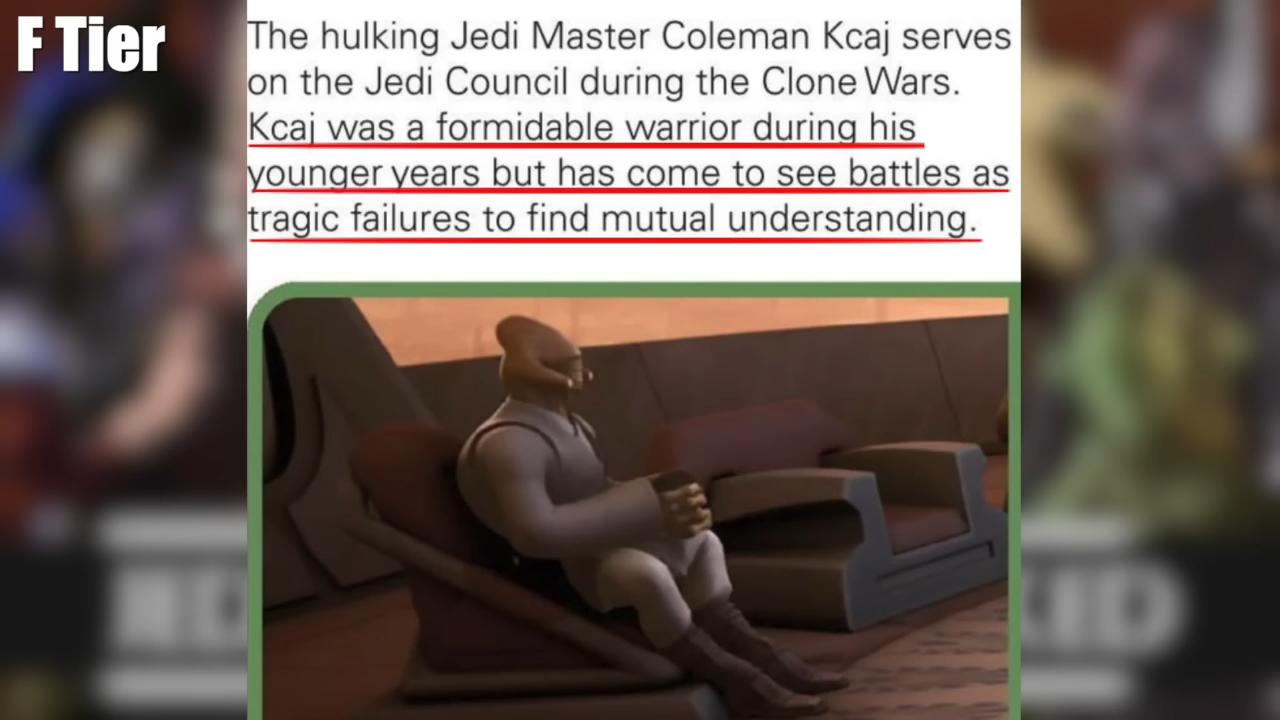 F Tier
The hulking Jedi Master Coleman Kcaj serves
on the Jedi Council during the Clone Wars.
Kcaj was a formidable warrior during his
younger years but has come to see battles as
tragic failures to find mutual understanding.